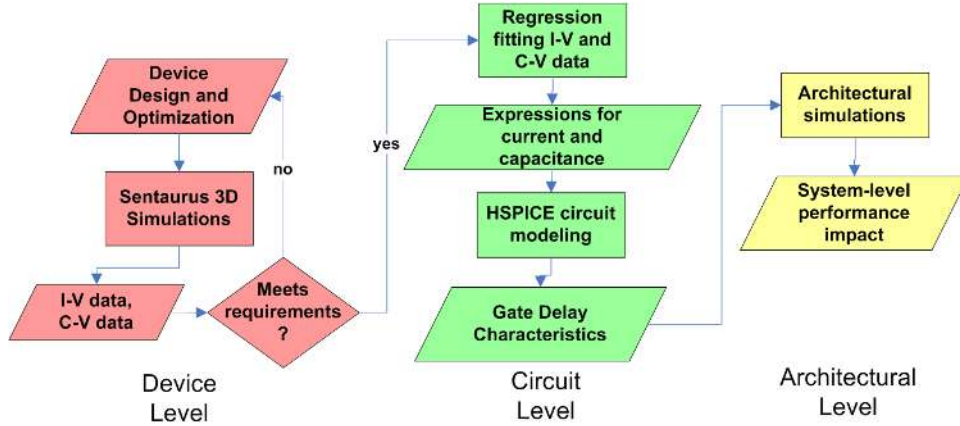 Device
Design and
Optimization
Sentaurus 3D
Simulations
I-V data,
C-V data
Meets
requirements
?
no
yes
Device
Level
Regression
fitting I-V and
C-V data
Expressions for
current and
capacitance
HSPICE circuit
modeling
Gate Delay
Characteristics
Circuit
Level
Architectural
simulations
System-level
performance
impact
Architectural
Level